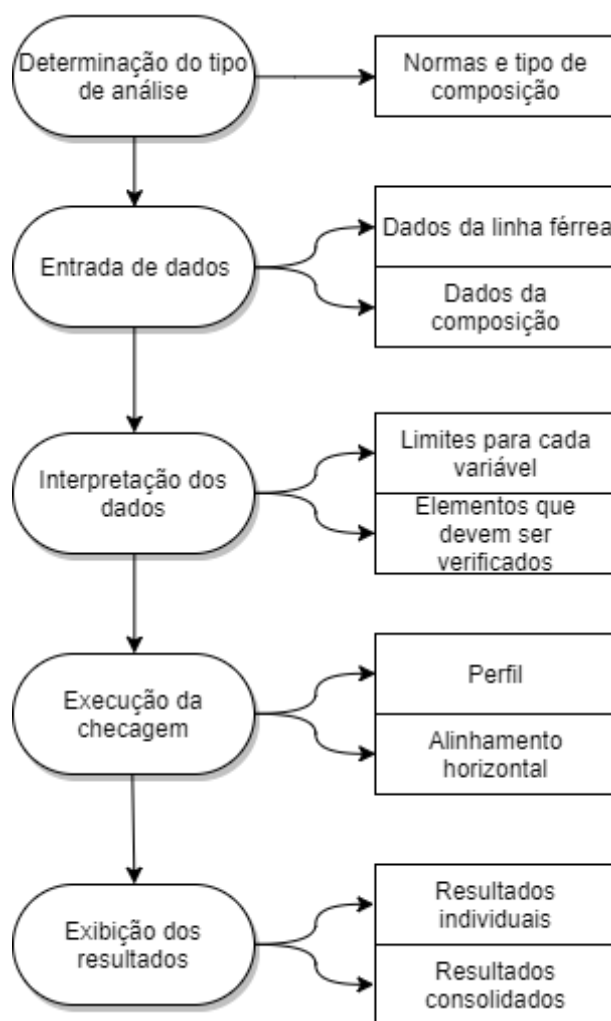 Determinação do tipo
de análise
Normas e tipo de
composição
Entrada de dados
Dados da linha férrea
Dados da
composição
Interpretação dos
dados
Limites para cada
variável
Elementos que
devem ser
verificados
Execução da
checagem
Perfil
Alinhamento
horizontal
Exibição dos
resultados
Resultados
individuais
Resultados
consolidados